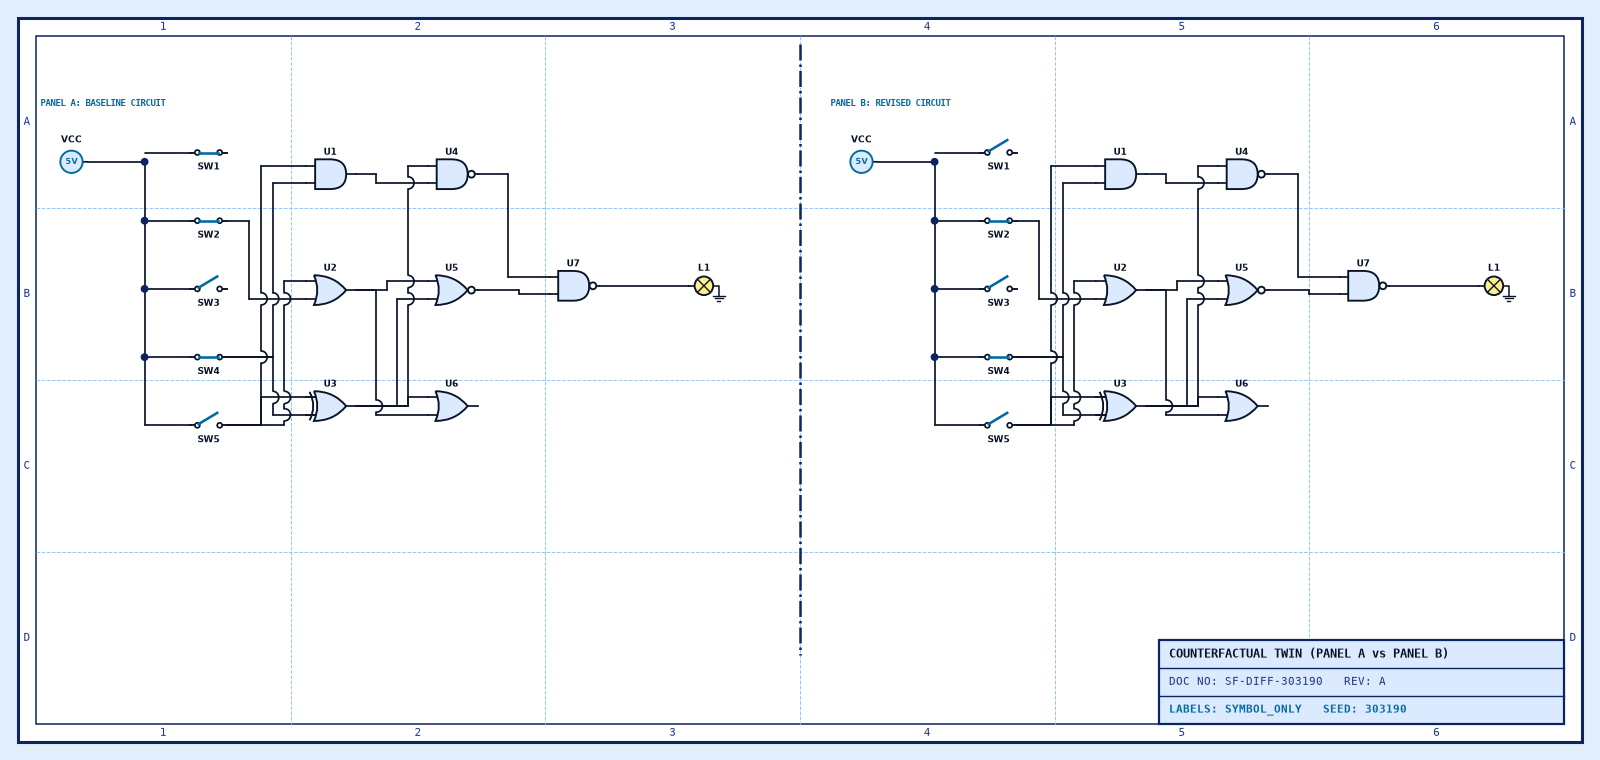 1 2 3 4 5 6
A A
PANEL A: BASELINE CIRCUIT PANEL B: REVISED CIRCUIT
VCC VCC
5V 5V
U1 U4 U1 U4
SW1 SW1
SW2 SW2
B B
U2 U5 U7 L1 U2 U5 U7 L1
SW3 SW3
SW4 SW4
U3 U6 U3 U6
SW5 SW5
C C
D D
COUNTERFACTUAL TWIN (PANEL A vs PANEL B)
DOC NO: SF-DIFF-303190 REV: A
LABELS: SYMBOL_ONLY SEED: 303190
1 2 3 4 5 6